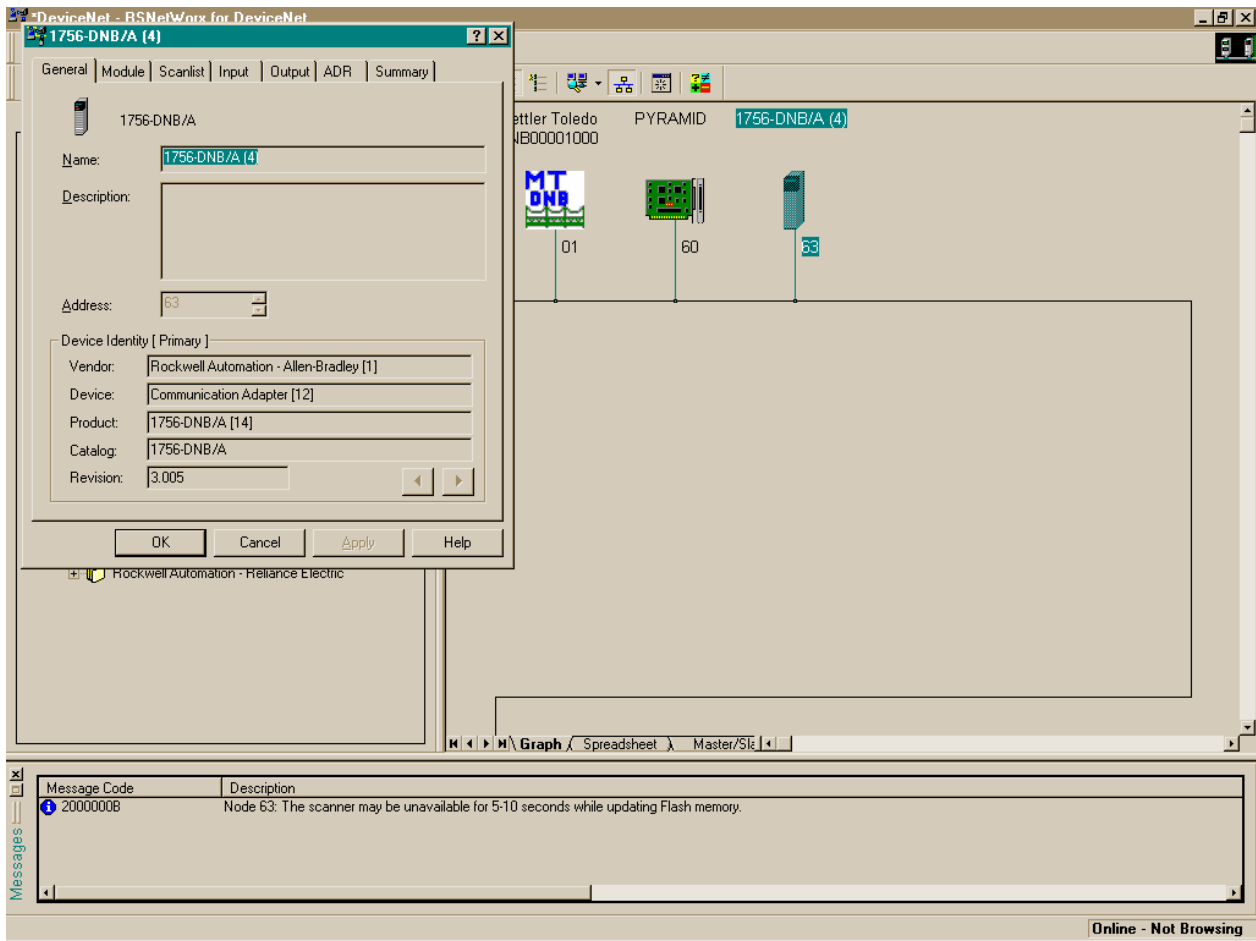 *DeviceNet - RSNetWorx for DeviceNet
1756-DNB/A (4)
General Module Scanlist Input Output ADR Summary
1756-DNB/A
Name: 1756-DNB/A (4)
Description:
Address: 63
Device Identity [ Primary ]
Vendor: Rockwell Automation - Allen-Bradley [1]
Device: Communication Adapter [12]
Product: 1756-DNB/A [14]
Catalog: 1756-DNB/A
Revision: 3.005
OK Cancel Apply Help
Rockwell Automation - Reliance Electric
ettler Toledo PYRAMID 1756-DNB/A (4)
NB00001000
MT
DNB
01 60 63
Graph Spreadsheet Master/Sla
Messages
Message Code Description
2000000B Node 63: The scanner may be unavailable for 5-10 seconds while updating Flash memory.
Online - Not Browsing